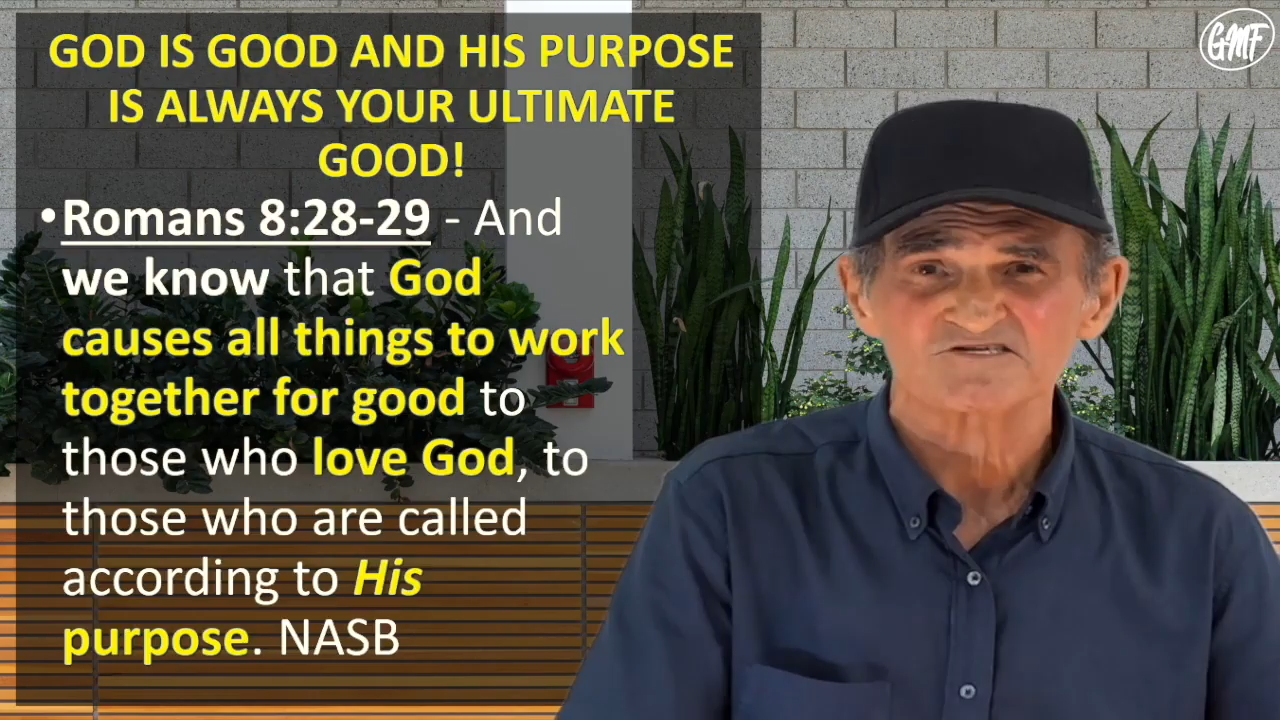 GOD IS GOOD AND HIS PURPOSE
IS ALWAYS YOUR ULTIMATE
GOOD!
•Romans 8:28-29 - And
we know that God
causes all things to work
together for good to
those who love God, to
those who are called
according to His
purpose. NASB
GMF